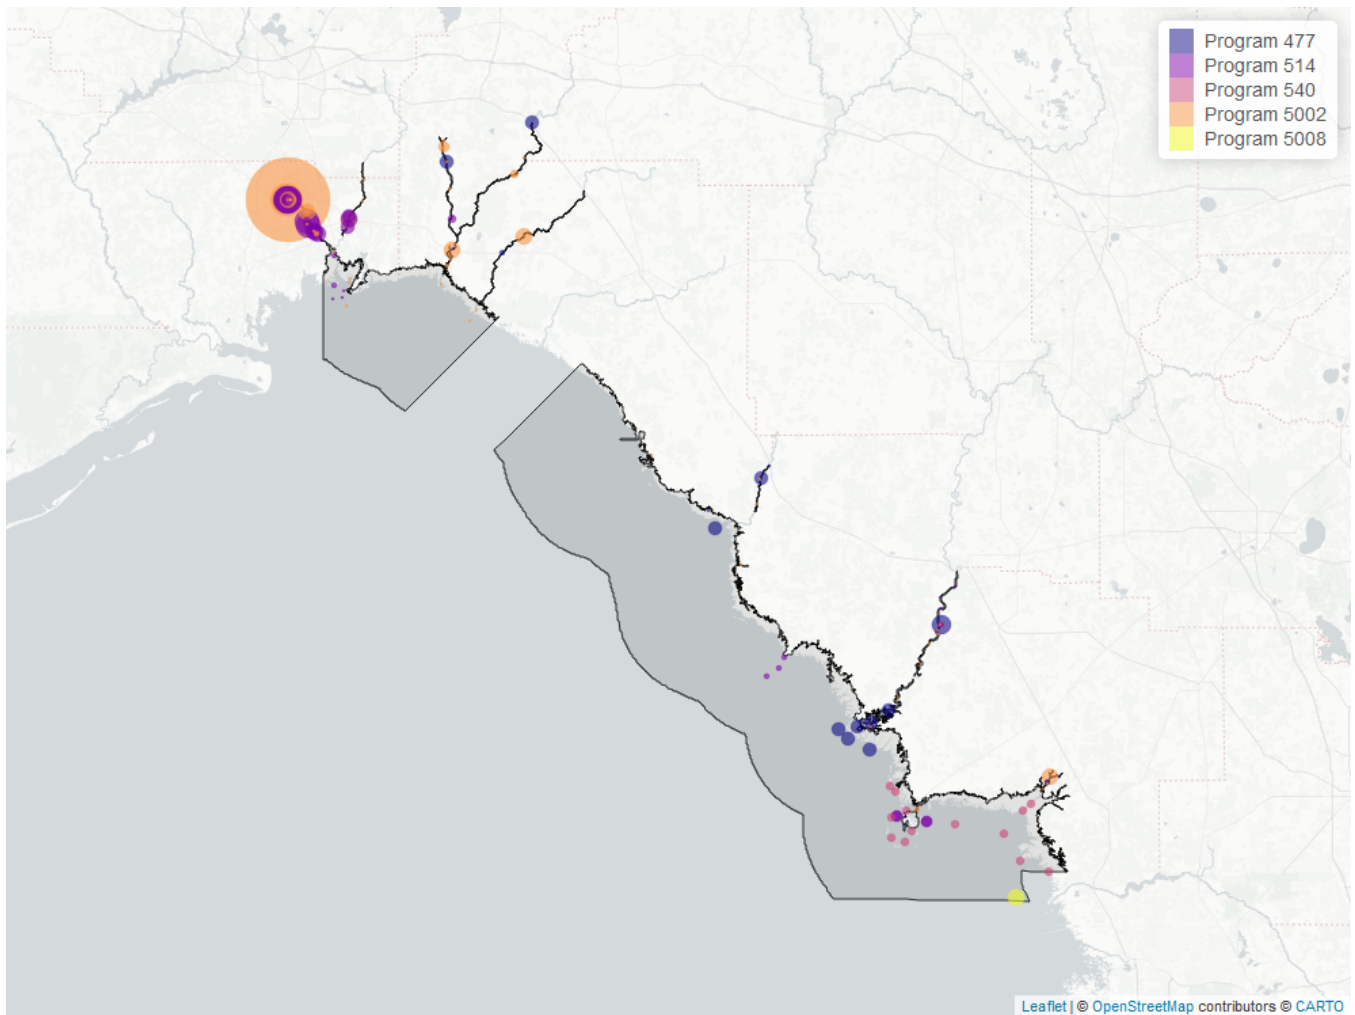 Program 477
Program 514
Program 540
Program 5002
Program 5008
Leaflet | © OpenStreetMap contributors © CARTO